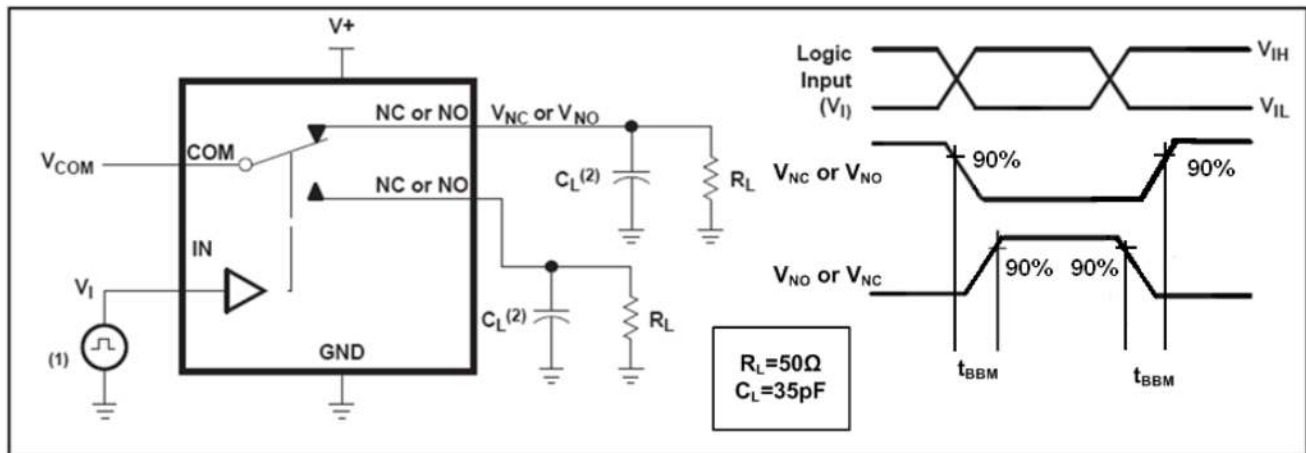 V+
NC or NO
V_NC or V_NO
COM
V_COM
C_L(2)
R_L
NC or NO
IN
V_I
C_L(2)
R_L
(1)
GND
R_L=50Ω
C_L=35pF
Logic
Input
(V_I)
V_IH
V_IL
V_NC or V_NO
90%
90%
V_NO or V_NC
90%
90%
t_BBM
t_BBM